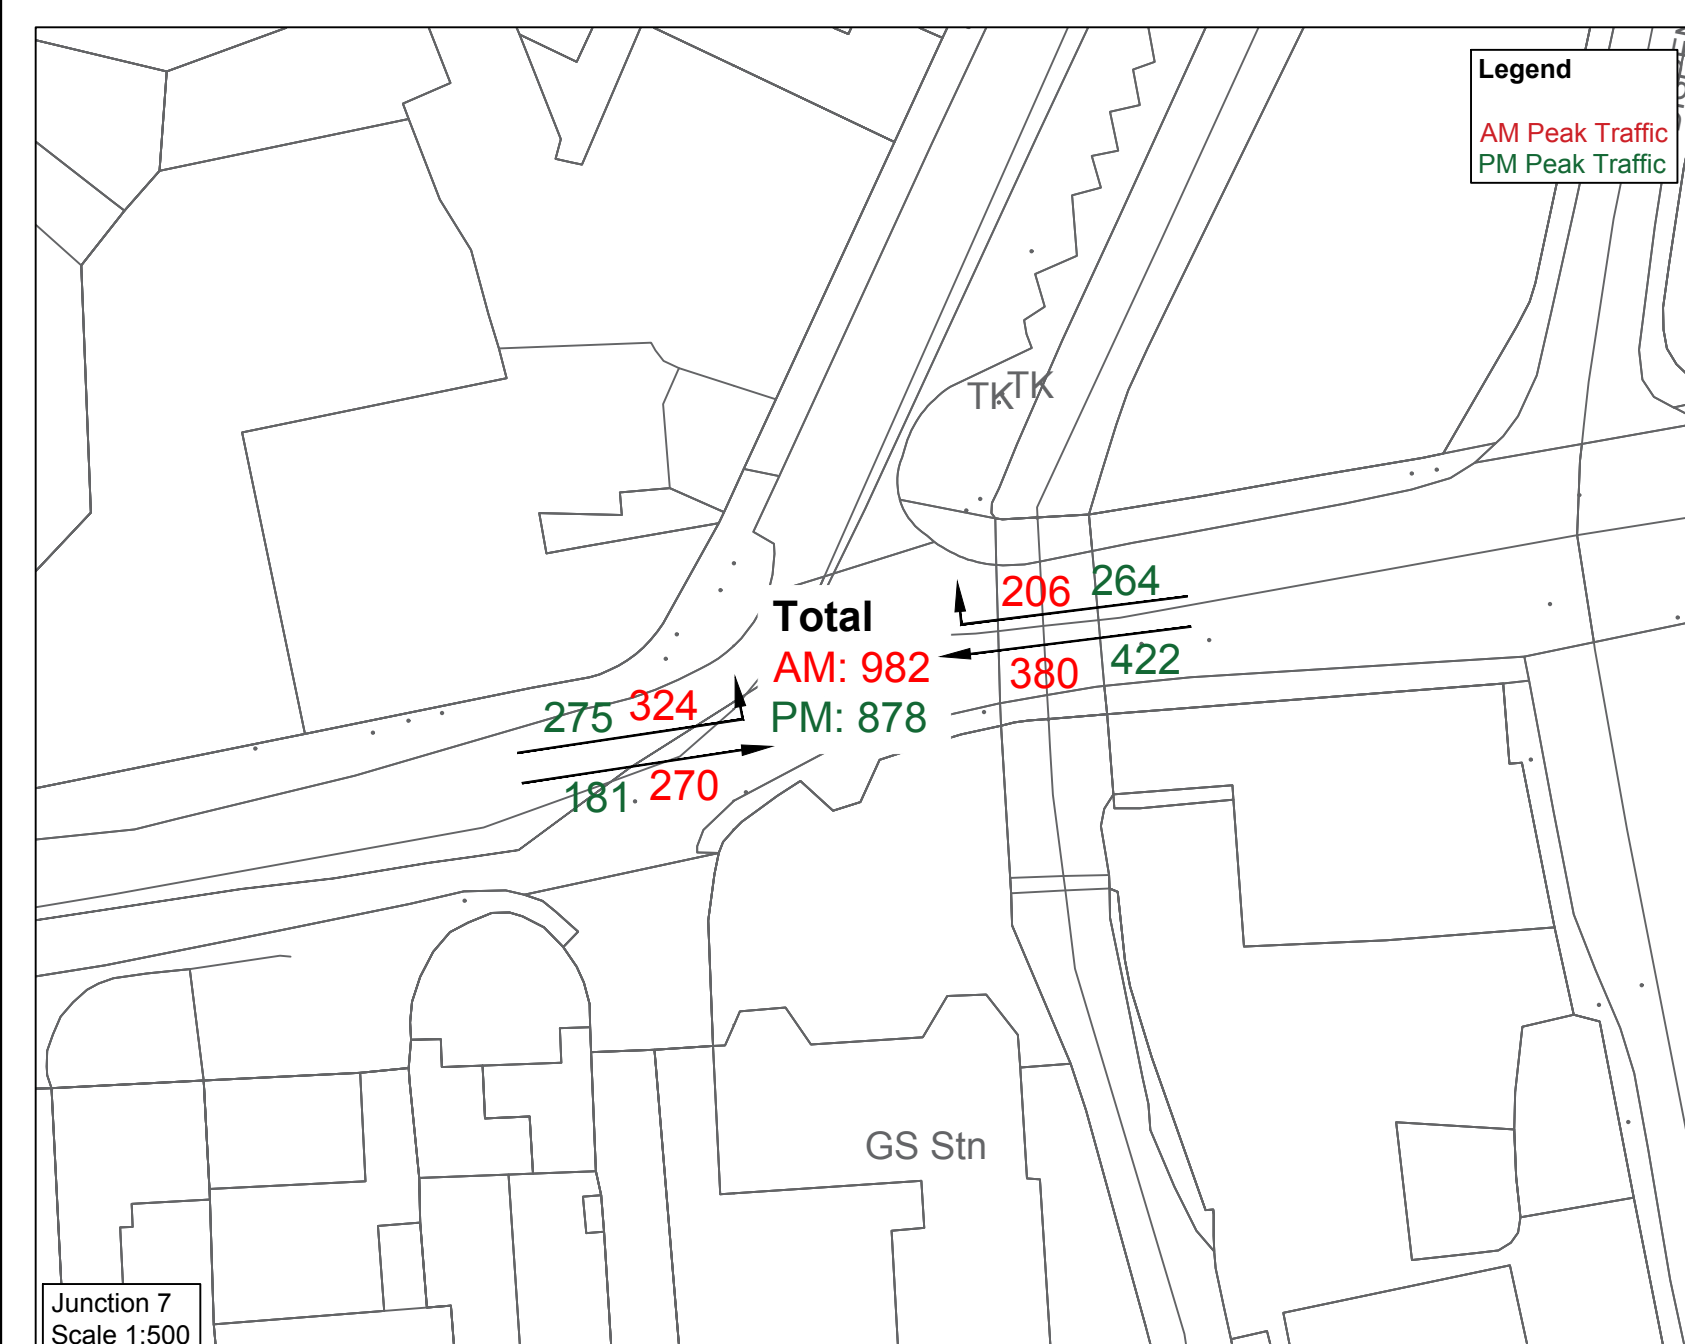 Legend
AM Peak Traffic
PM Peak Traffic
TK TK
206 264
Total
AM: 982
380 422
275 324
PM: 878
181 270
GS Stn
Junction 7
Scale 1:500